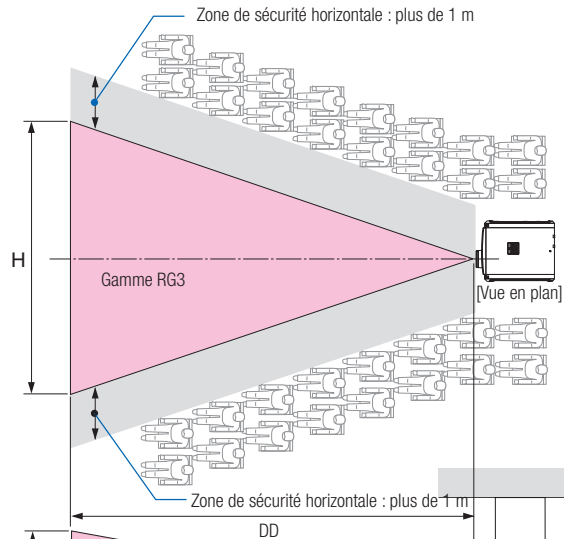 Zone de sécurité horizontale : plus de 1 m
H
Gamme RG3
[Vue en plan]
Zone de sécurité horizontale : plus de 1 m
DD